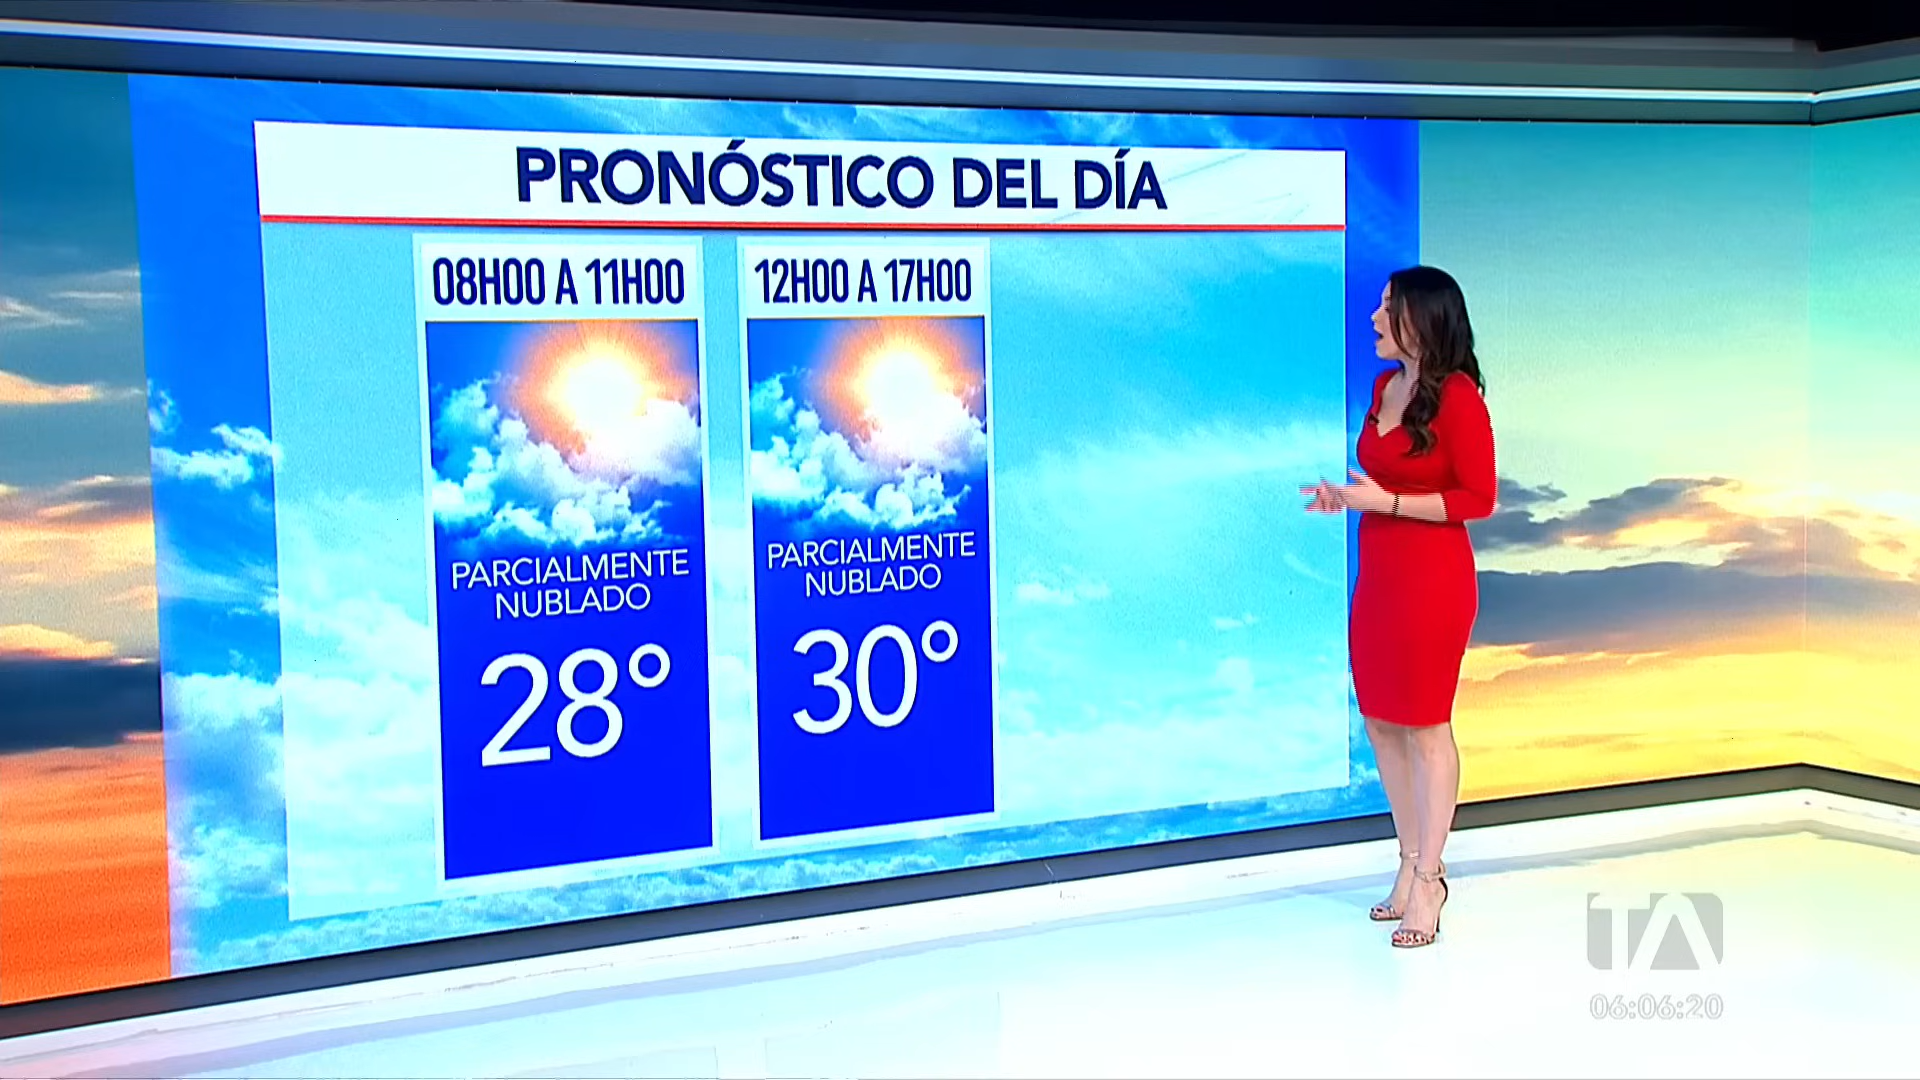 PRONÓSTICO DEL DÍA
08H00 A 11H00
PARCIALMENTE
NUBLADO
28°
12H00 A 17H00
PARCIALMENTE
NUBLADO
30°
TA
06:06:20